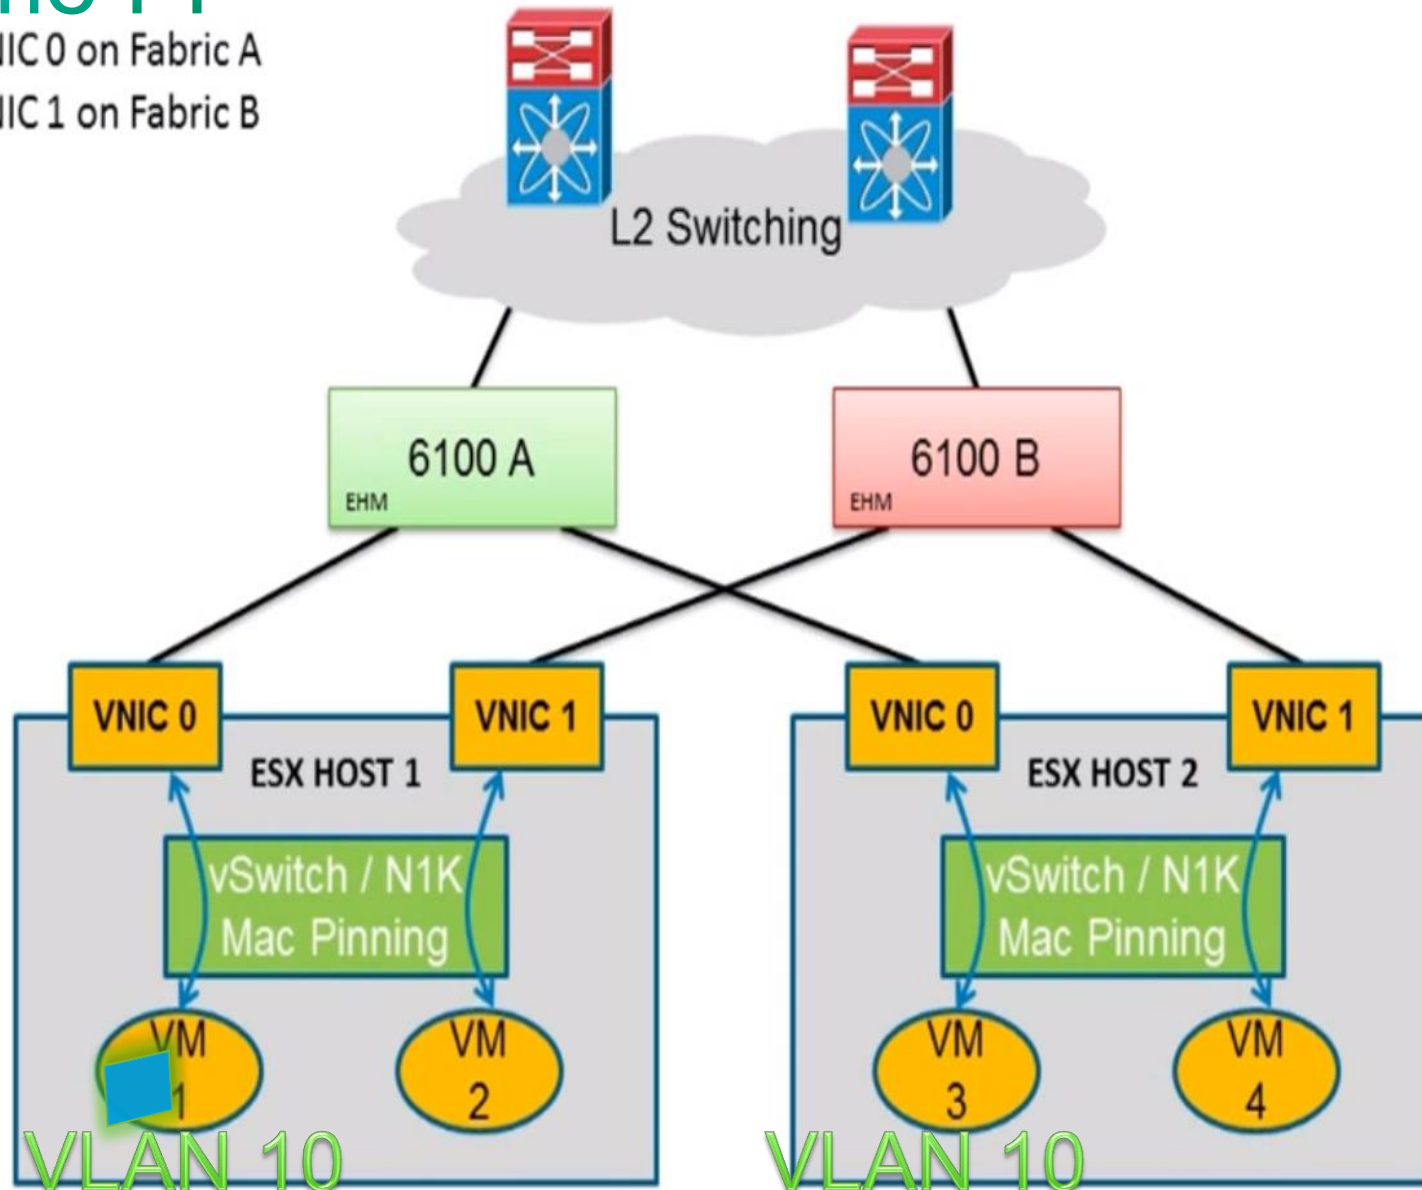 NIC 0 on Fabric A
NIC 1 on Fabric B
L2 Switching
6100 A
EHM
6100 B
EHM
VNIC 0
VNIC 1
VNIC 0
VNIC 1
ESX HOST 1
ESX HOST 2
vSwitch / N1K
Mac Pinning
vSwitch / N1K
Mac Pinning
VM
1
VM
2
VM
3
VM
4
VLAN 10
VLAN 10